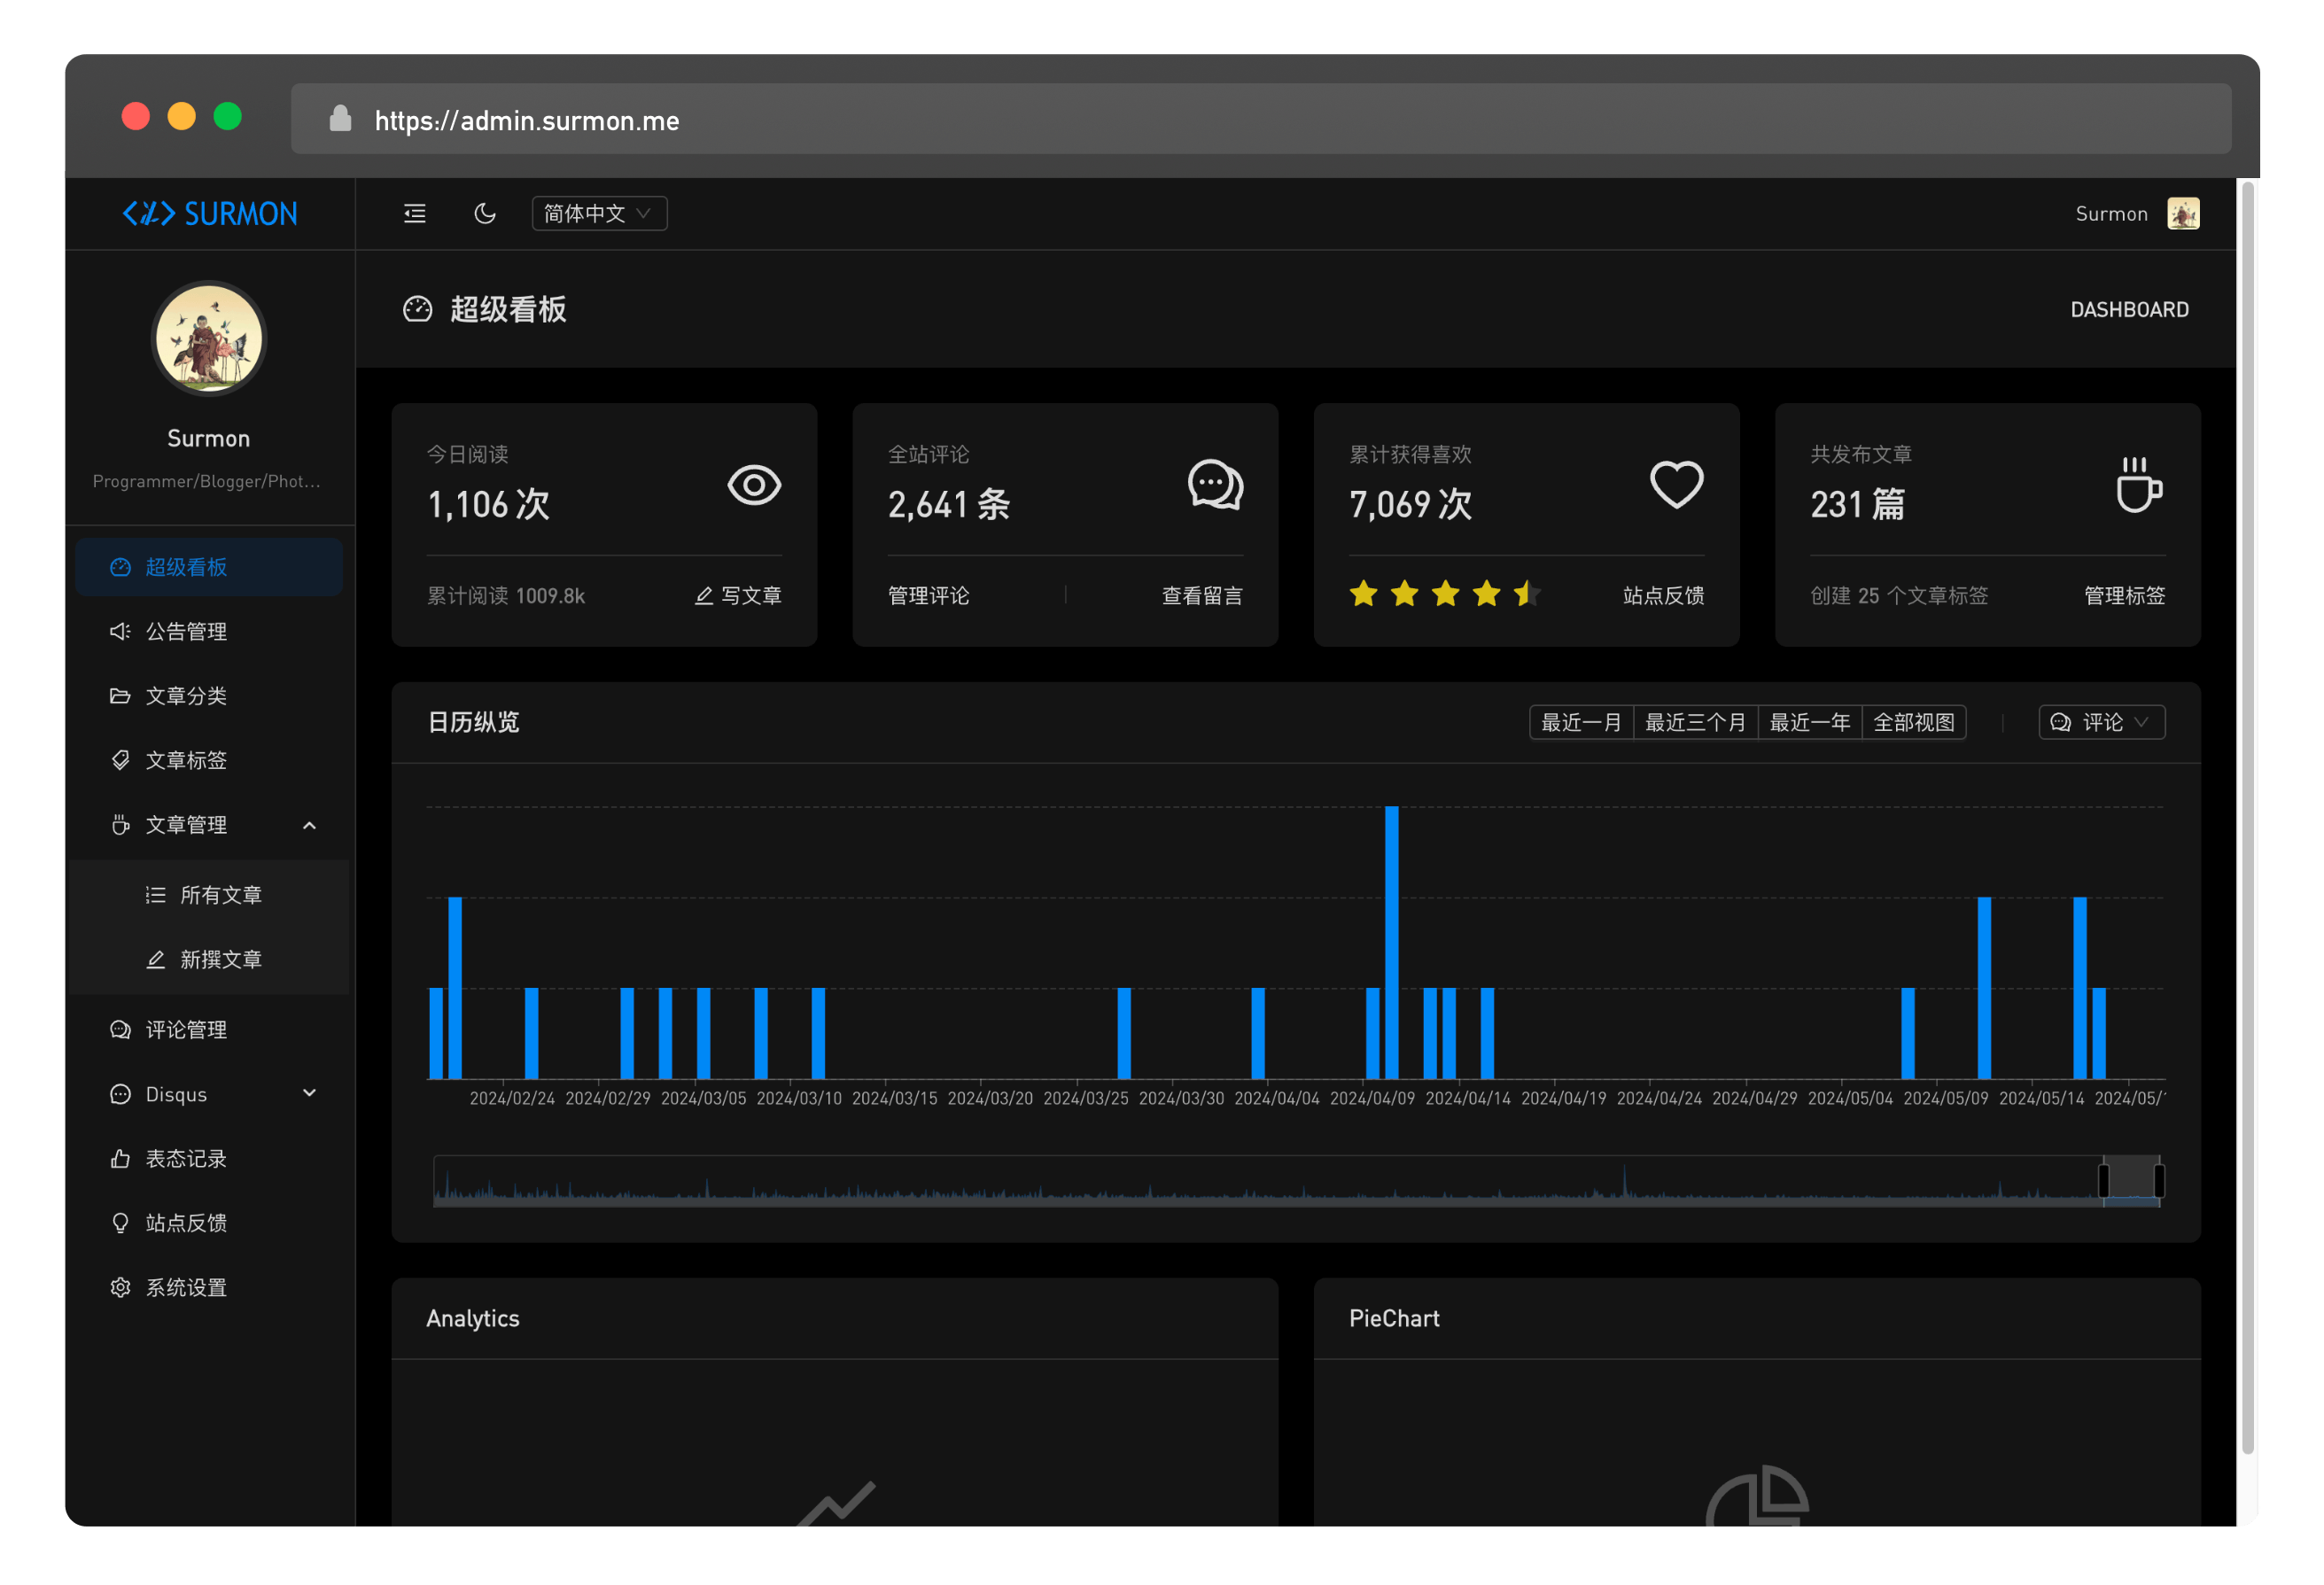 https://admin.surmon.me
SURMON
简体中文
Surmon
Surmon
Programmer/Blogger/Phot...
超级看板
公告管理
文章分类
文章标签
文章管理
所有文章
新撰文章
评论管理
Disqus
表态记录
站点反馈
系统设置
超级看板
DASHBOARD
今日阅读
1,106 次
累计阅读 1009.8k
写文章
全站评论
2,641 条
管理评论
查看留言
累计获得喜欢
7,069 次
站点反馈
共发布文章
231 篇
创建 25 个文章标签
管理标签
日历纵览
最近一月
最近三个月
最近一年
全部视图
评论
2024/02/24
2024/02/29
2024/03/05
2024/03/10
2024/03/15
2024/03/20
2024/03/25
2024/03/30
2024/04/04
2024/04/09
2024/04/14
2024/04/19
2024/04/24
2024/04/29
2024/05/04
2024/05/09
2024/05/14
2024/05/
Analytics
PieChart